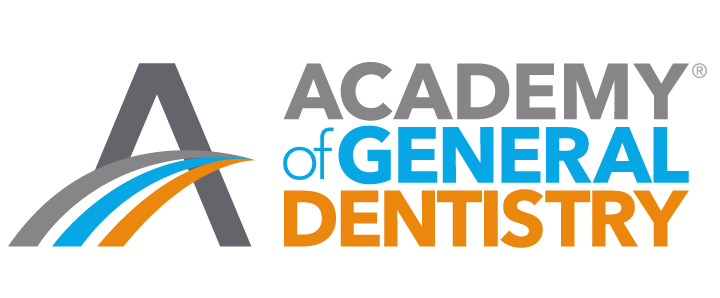 ACADEMY®
of GENERAL
DENTISTRY